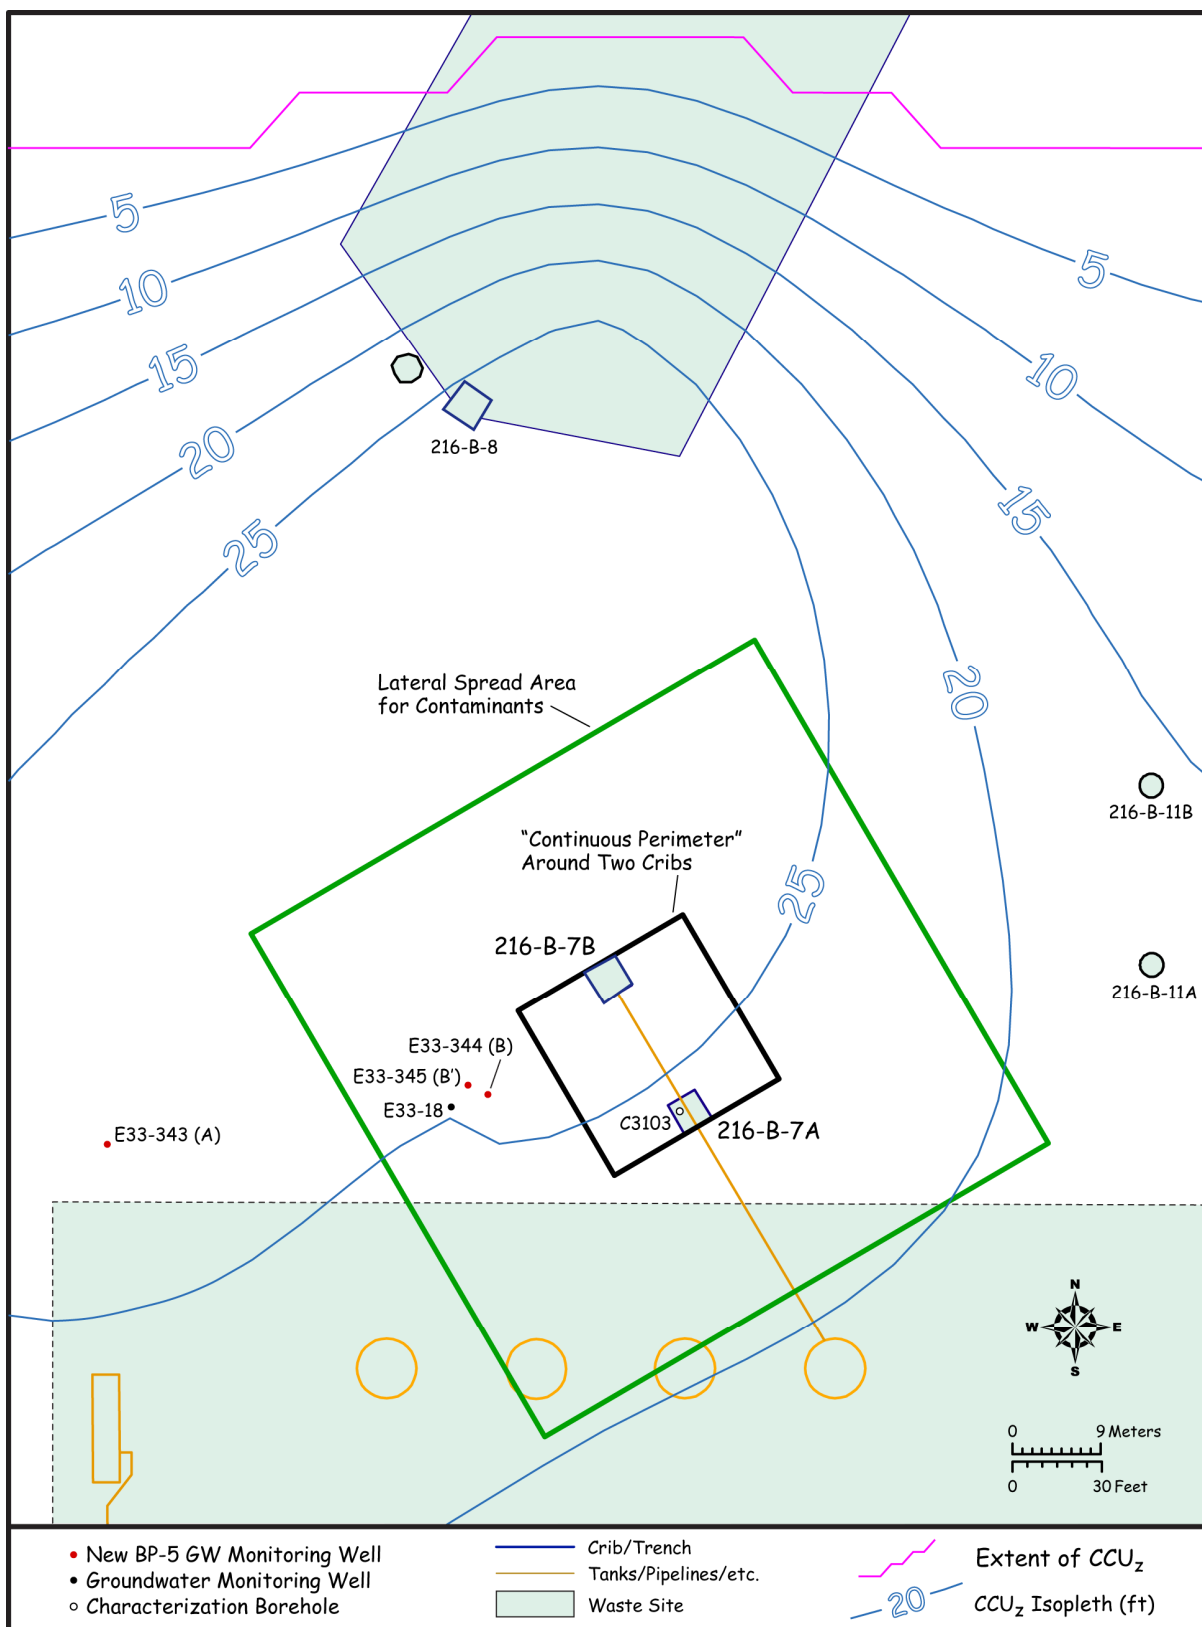 5
10
15
20
25
5
10
15
20
25
216-B-8
Lateral Spread Area
for Contaminants
216-B-11B
"Continuous Perimeter"
Around Two Cribs
216-B-7B
216-B-11A
E33-344 (B)
E33-345 (B')
E33-18
C3103
216-B-7A
E33-343 (A)
N
W
E
S
0
9 Meters
0
30 Feet
New BP-5 GW Monitoring Well
Groundwater Monitoring Well
Characterization Borehole
Crib/Trench
Tanks/Pipelines/etc.
Waste Site
Extent of CCUz
20
CCUz Isopleth (ft)